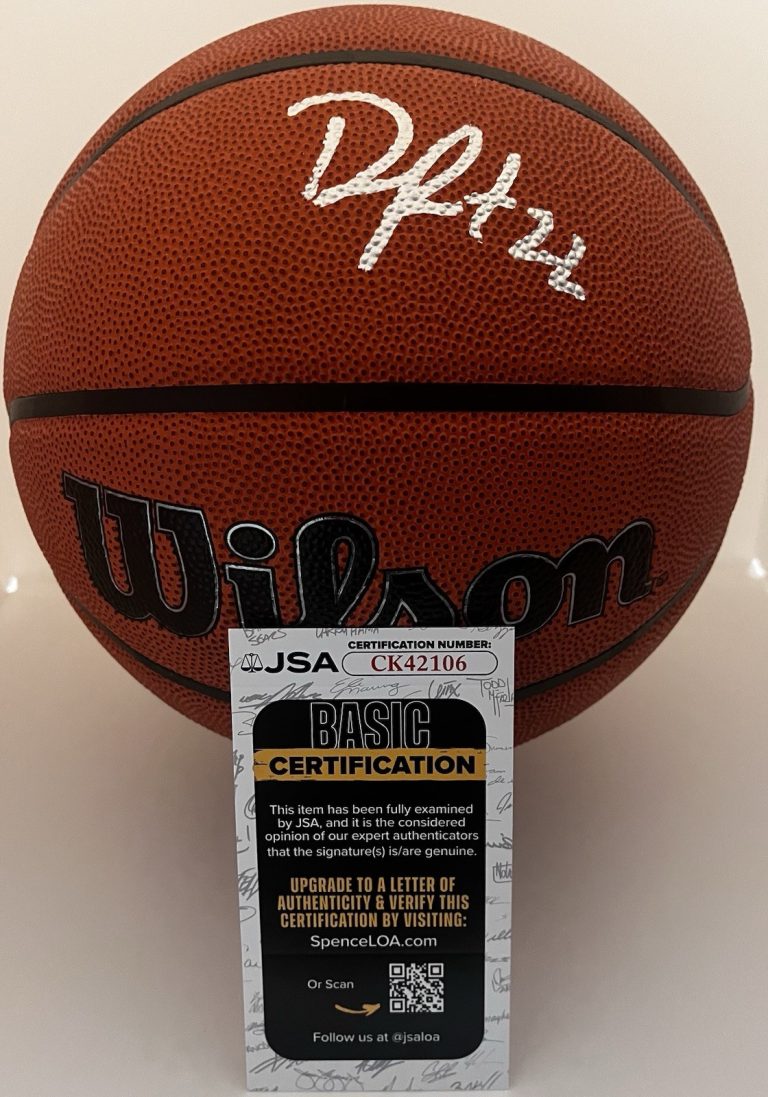 Wilson
JSA
CERTIFICATION NUMBER:
CK42106
BASIC
CERTIFICATION
This item has been fully examined
by JSA, and it is the considered
opinion of our expert authenticators
that the signature(s) is/are genuine.
UPGRADE TO A LETTER OF
AUTHENTICITY & VERIFY THIS
CERTIFICATION BY VISITING:
SpenceLOA.com
Or Scan
Follow us at @jsaloa